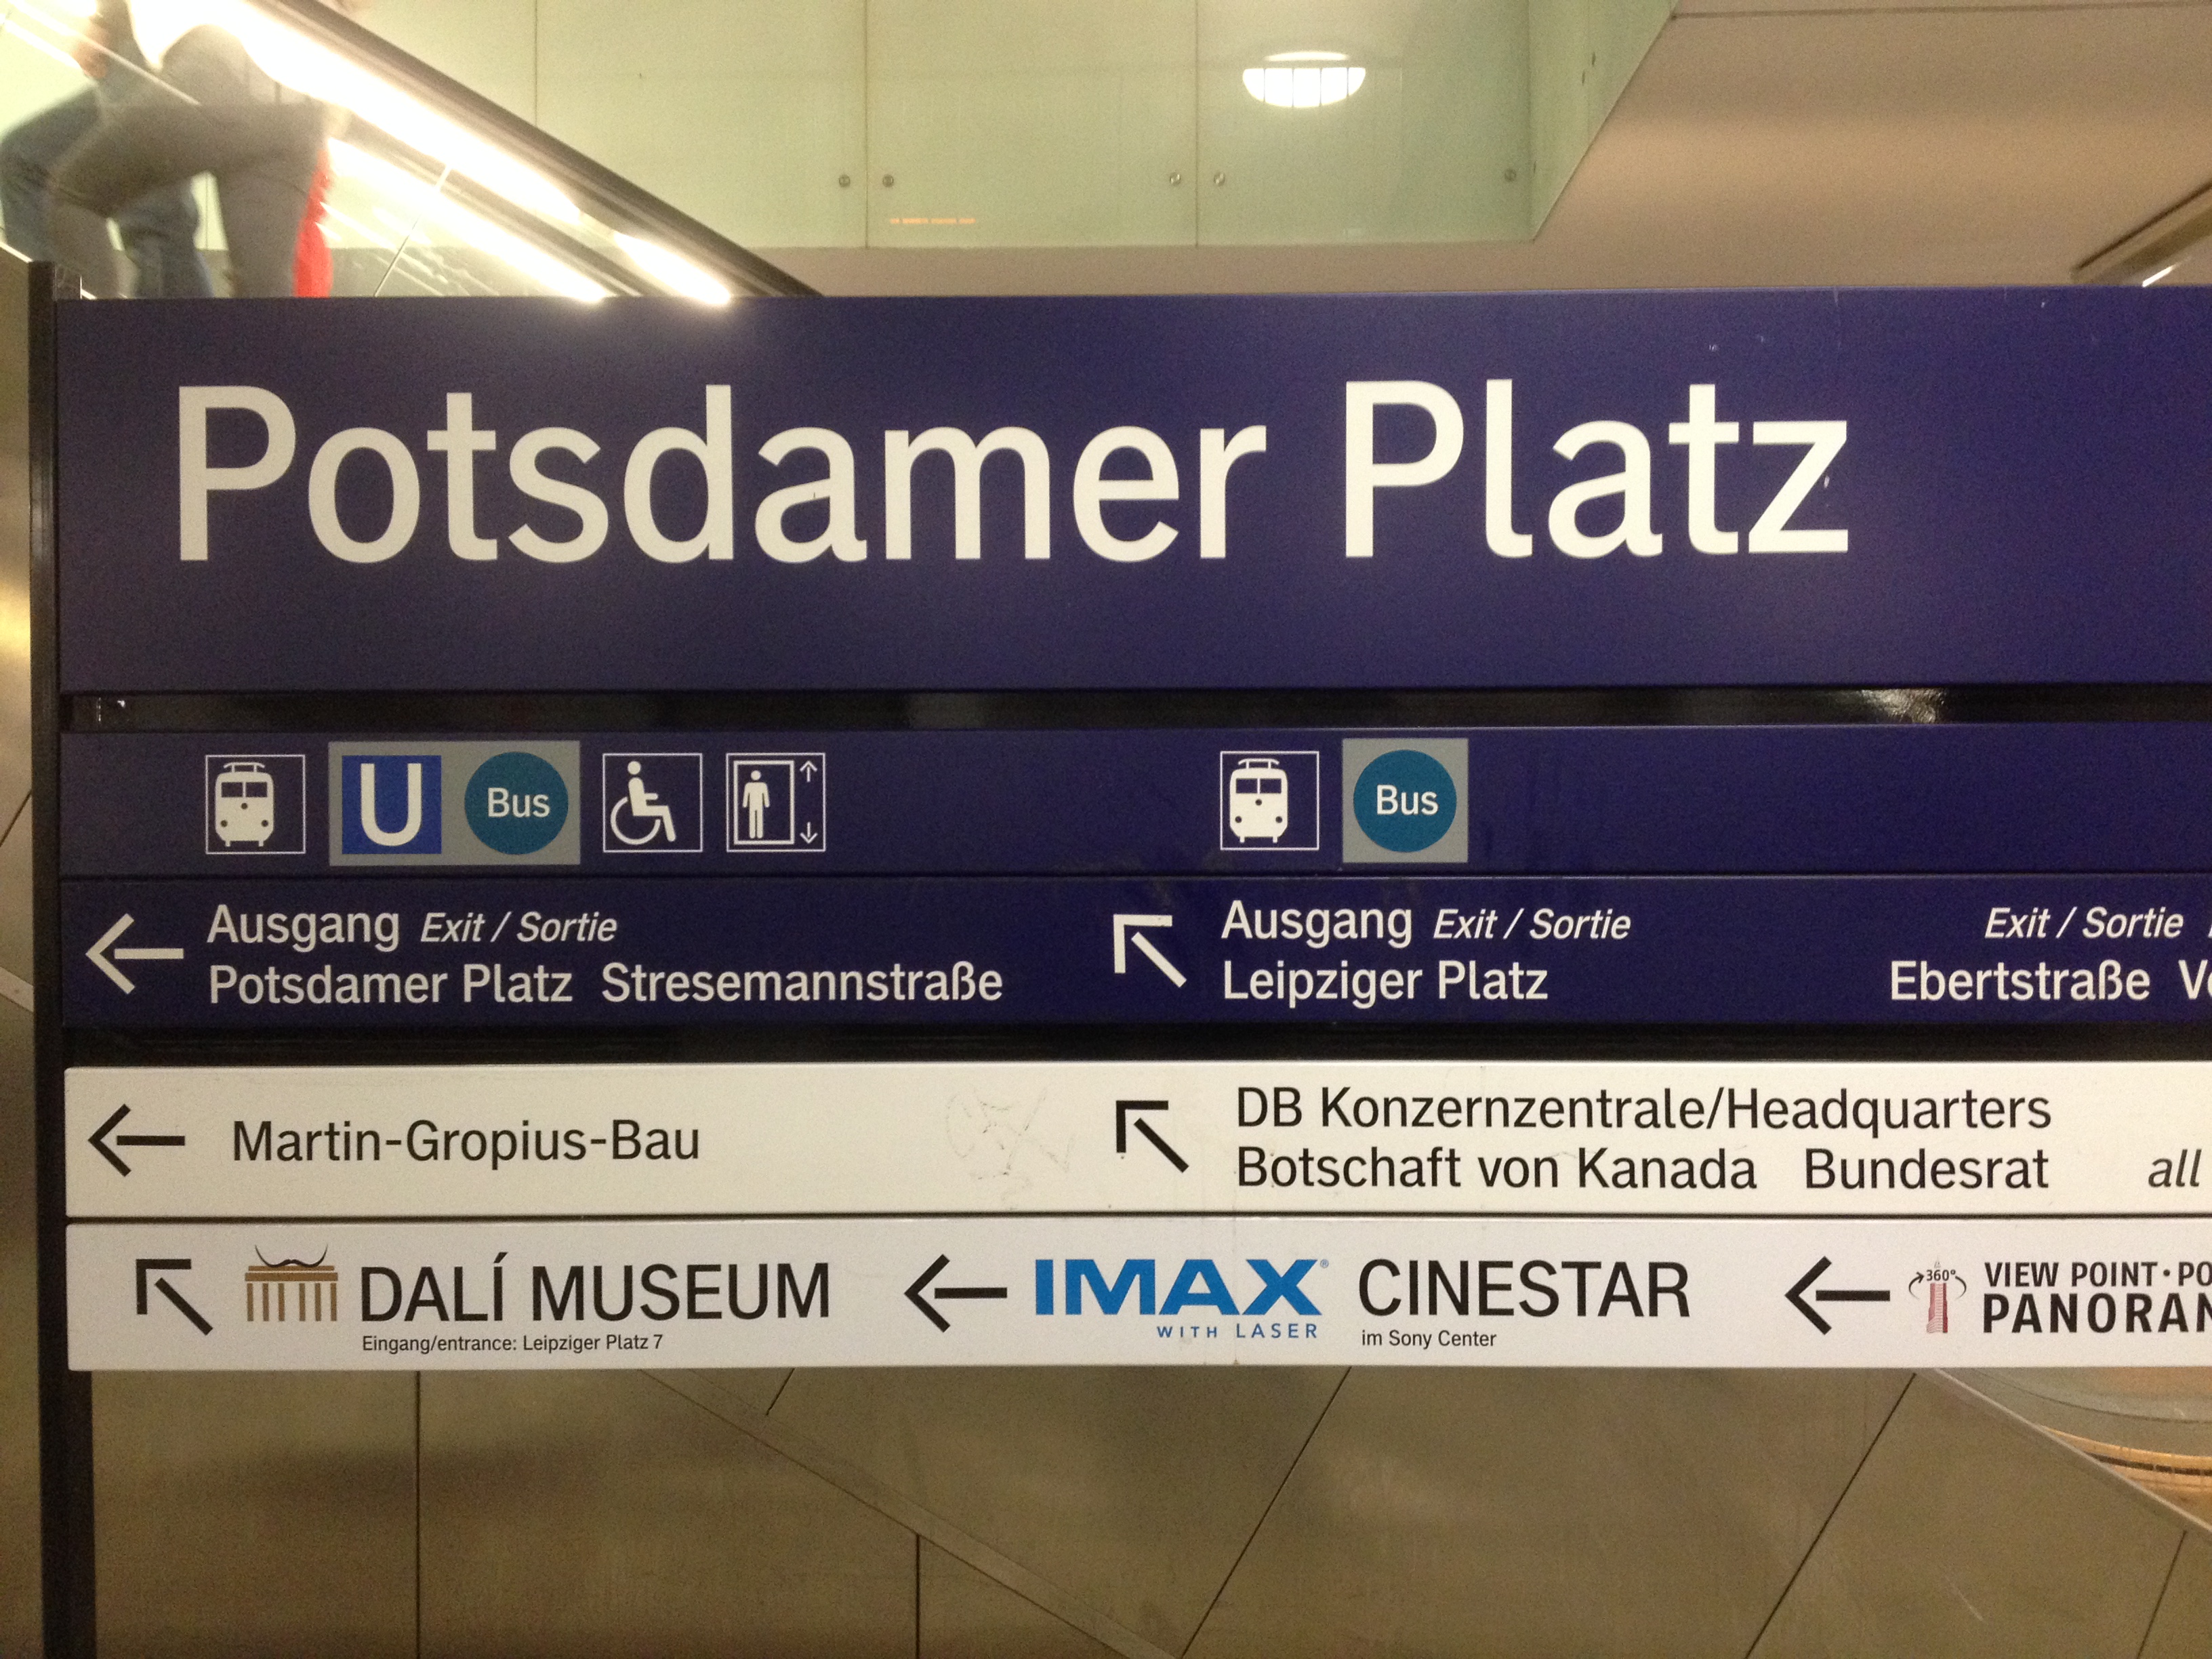 Potsdamer Platz
U Bus
Bus
Ausgang Exit / Sortie
Potsdamer Platz Stresemannstraße
Ausgang Exit / Sortie
Leipziger Platz
Exit / Sortie
Ebertstraße
Martin-Gropius-Bau
DB Konzernzentrale/Headquarters
Botschaft von Kanada Bundesrat
all
DALÍ MUSEUM
Eingang/entrance: Leipziger Platz 7
IMAX®
WITH LASER
CINESTAR
im Sony Center
360°
VIEW POINT · PO
PANORAN